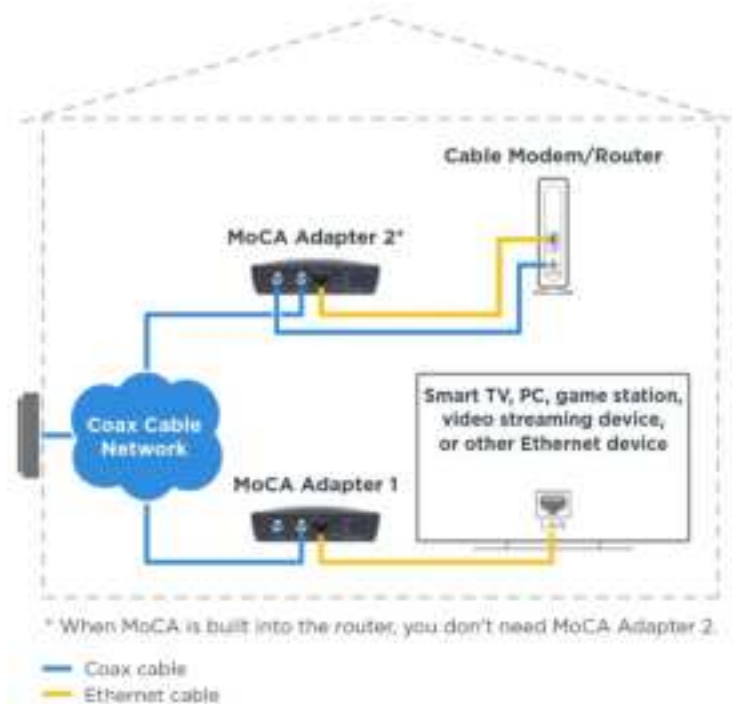 Cable Modem/Router
MoCA Adapter 2*
Smart TV, PC, game station,
video streaming device,
or other Ethernet device
Coax Cable
Network
MoCA Adapter 1
* When MoCA is built into the router, you don't need MoCA Adapter 2.
Coax cable
Ethernet cable